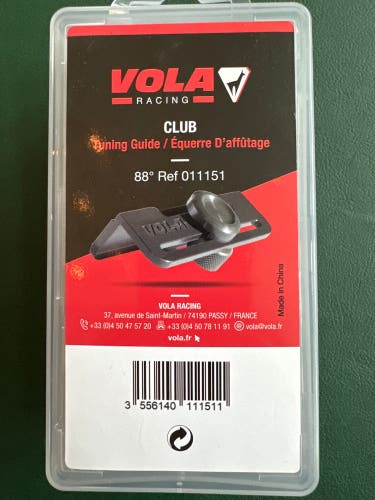 VOLA
RACING
CLUB
Tuning Guide / Équerre D'affûtage
88° Ref 011151
VOLA
Made in China
VOLA RACING
37, avenue de Saint-Martin / 74190 PASSY / FRANCE
+33 (0)4 50 47 57 20 +33 (0)4 50 78 11 91 vola@vola.fr
vola.fr
3 556140 111511